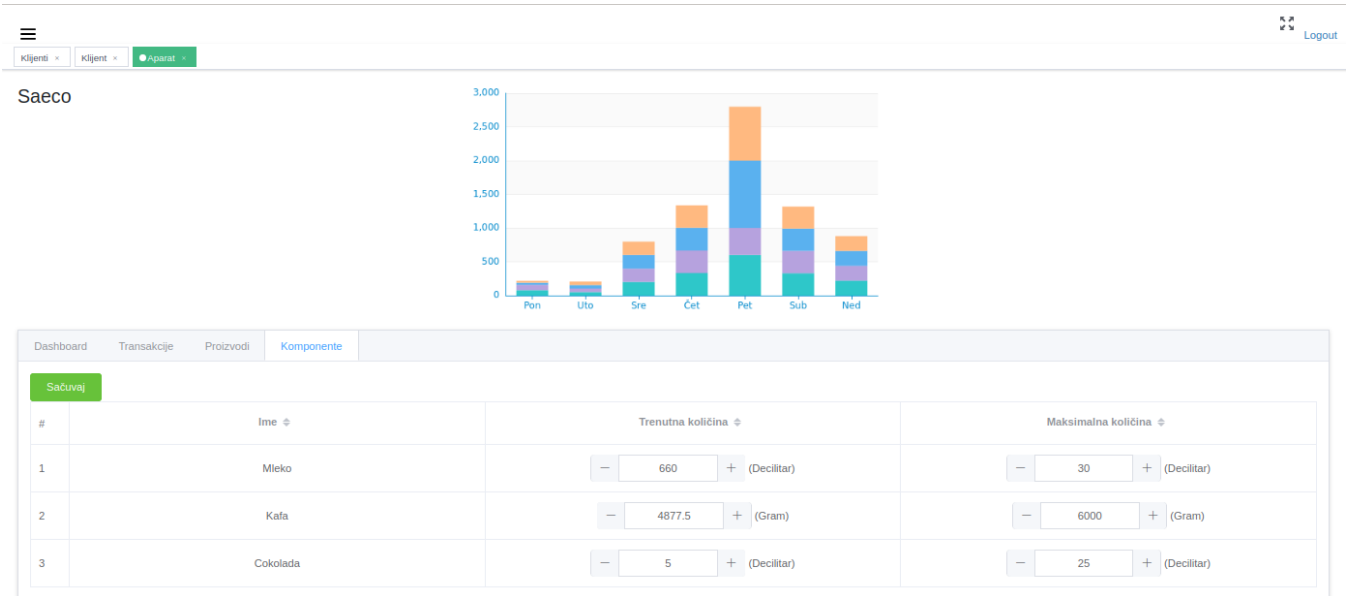 Logout
Klijenti ×
Klijent ×
Aparat ×
Saeco
3,000
2,500
2,000
1,500
1,000
500
0
Pon Uto Sre Čet Pet Sub Ned
Dashboard Transakcije Proizvodi Komponente
Sačuvaj
# Ime Trenutna količina Maksimalna količina
1 Mleko − 660 + (Decilitar) − 30 + (Decilitar)
2 Kafa − 4877.5 + (Gram) − 6000 + (Gram)
3 Cokolada − 5 + (Decilitar) − 25 + (Decilitar)